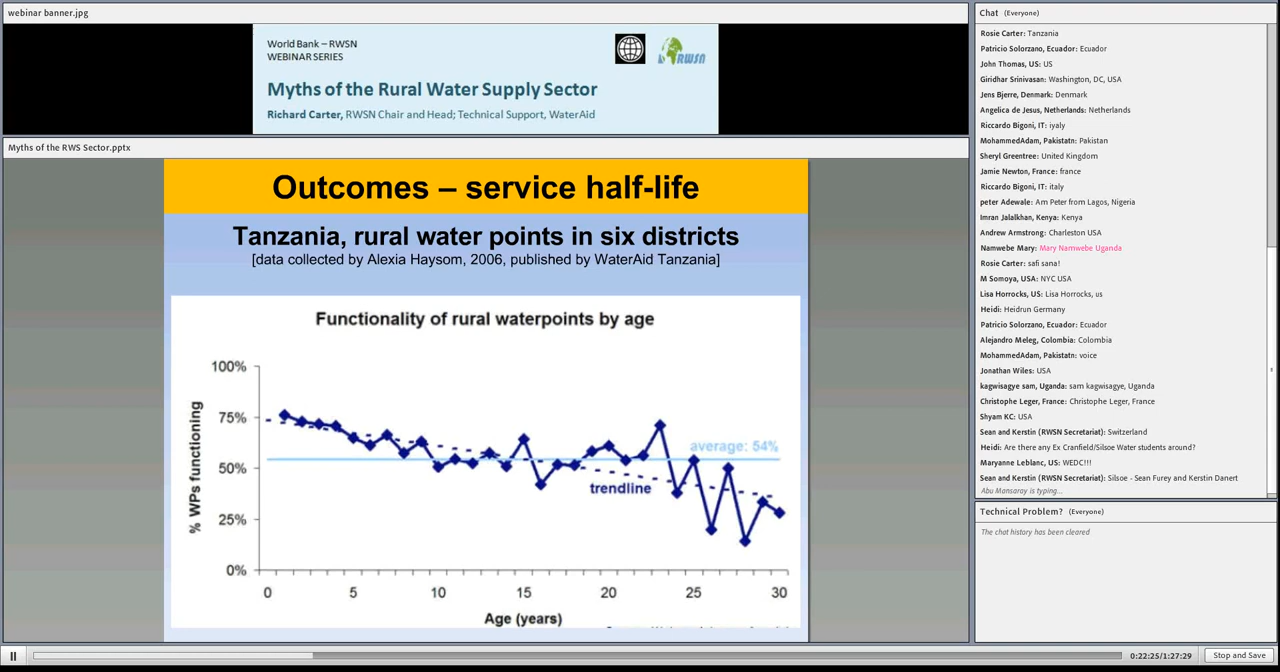 webinar banner.jpg
World Bank – RWSN
WEBINAR SERIES
RWSN
Myths of the Rural Water Supply Sector
Richard Carter, RWSN Chair and Head; Technical Support, WaterAid
Myths of the RWS Sector.pptx
Outcomes – service half-life
Tanzania, rural water points in six districts
[data collected by Alexia Haysom, 2006, published by WaterAid Tanzania]
Functionality of rural waterpoints by age
100%
75%
50%
25%
0%
% WPs functioning
average: 54%
trendline
0 5 10 15 20 25 30
Age (years)
Chat (Everyone)
Rosie Carter: Tanzania
Patricio Solorzano, Ecuador: Ecuador
John Thomas, US: US
Giridhar Srinivasan: Washington, DC, USA
Jens Bjerre, Denmark: Denmark
Angelica de Jesus, Netherlands: Netherlands
Riccardo Bigoni, IT: iyaly
MohammedAdam, Pakistatn: Pakistan
Sheryl Greentree: United Kingdom
Jamie Newton, France: france
Riccardo Bigoni, IT: italy
peter Adewale: Am Peter from Lagos, Nigeria
Imran Jalalkhan, Kenya: Kenya
Andrew Armstrong: Charleston USA
Namwebe Mary: Mary Namwebe Uganda
Rosie Carter: safi sana!
M Somoya, USA: NYC USA
Lisa Horrocks, US: Lisa Horrocks, us
Heidi: Heidrun Germany
Patricio Solorzano, Ecuador: Ecuador
Alejandro Meleg, Colombia: Colombia
MohammedAdam, Pakistatn: voice
Jonathan Wiles: USA
kagwisagye sam, Uganda: sam kagwisagye, Uganda
Christophe Leger, France: Christophe Leger, France
Shyam KC: USA
Sean and Kerstin (RWSN Secretariat): Switzerland
Heidi: Are there any Ex Cranfield/Silsoe Water students around?
Maryanne Leblanc, US: WEDC!!!
Sean and Kerstin (RWSN Secretariat): Silsoe - Sean Furey and Kerstin Danert
Abu Mansaray is typing...
Technical Problem? (Everyone)
The chat history has been cleared
0:22:25/1:27:29
Stop and Save